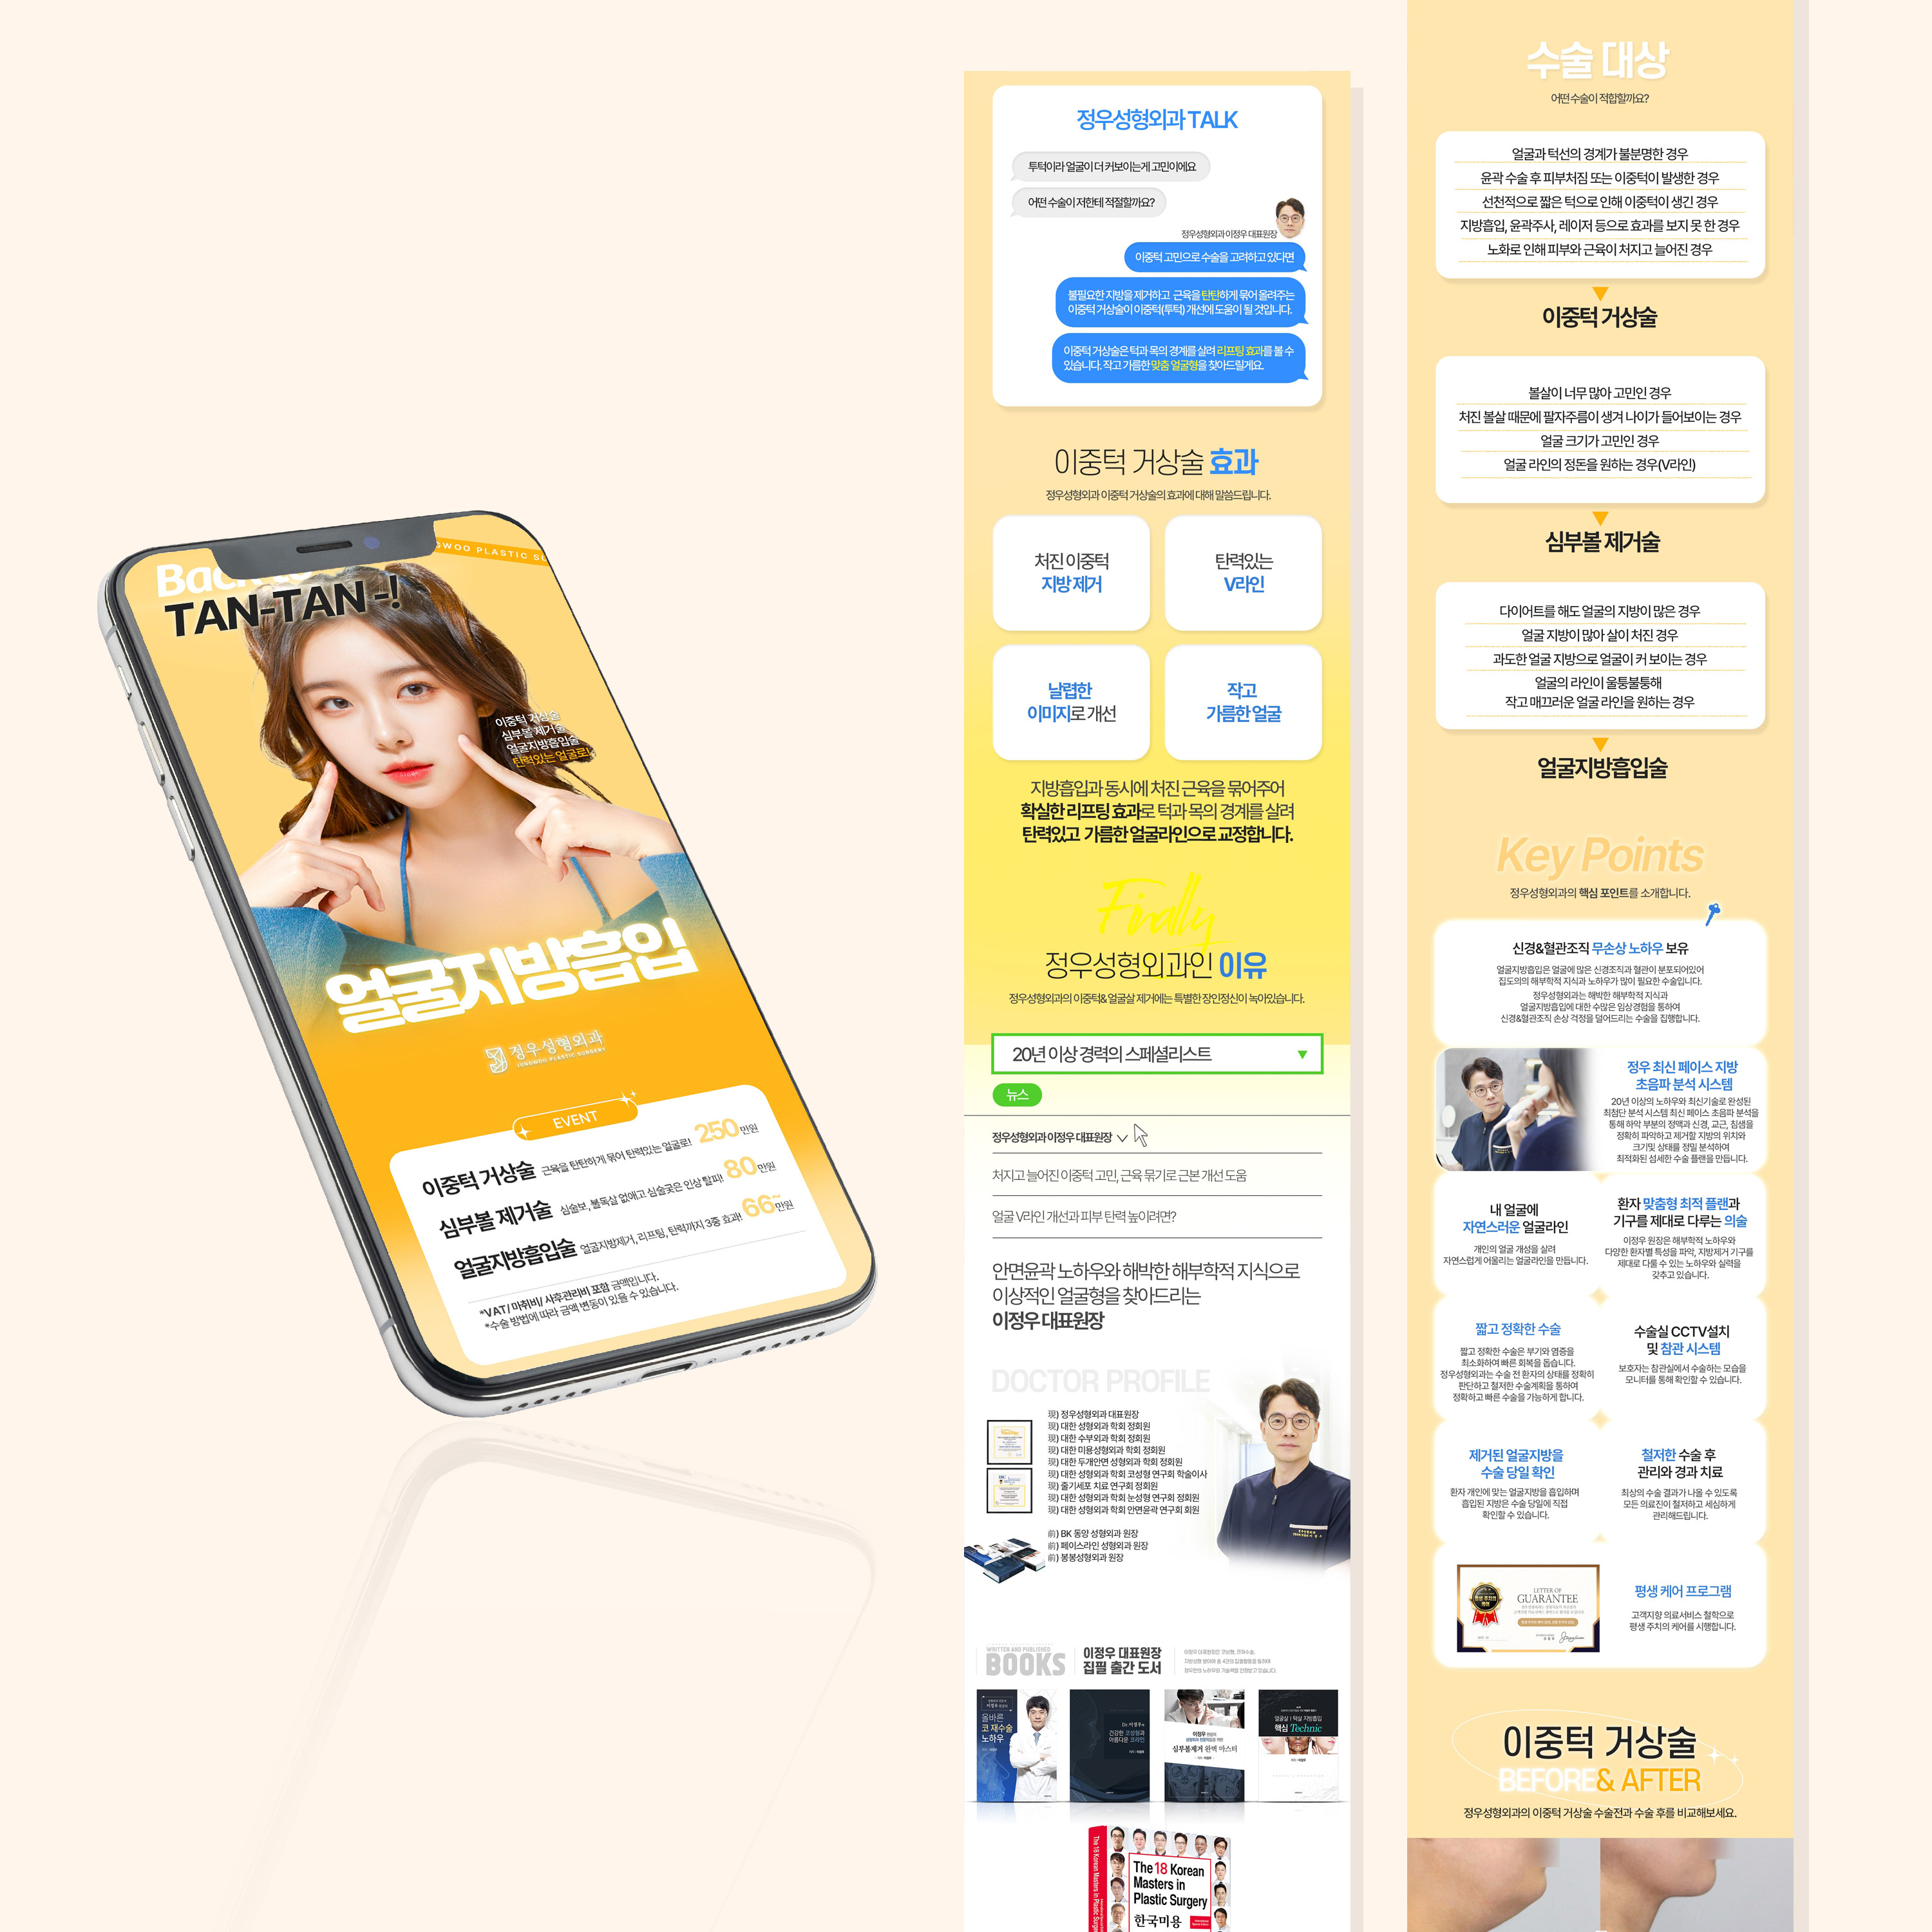 WOO PLASTIC
Back
TAN-TAN-!
이중턱 거상술
심부볼 제거술
얼굴지방흡입술
탄력있는 얼굴로!
얼굴지방흡입
정우성형외과
JUNGWOO PLASTIC SURGERY
EVENT
이중턱 거상술 근육을 탄탄하게 묶어 탄력있는 얼굴로! 250만원
심부볼 제거술 심술보, 볼독살 없애고 심술궂은 인상 탈피! 80만원
얼굴지방흡입술 얼굴지방제거, 리프팅, 탄력까지 3중 효과! 66~만원
*VAT/ 마취비/ 사후관리비 포함 금액입니다.
*수술 방법에 따라 금액 변동이 있을 수 있습니다.
정우성형외과 TALK
투턱이라 얼굴이 더 커보이는게 고민이에요
어떤 수술이 저한테 적절할까요?
정우성형외과 이정우 대표원장
이중턱 고민으로 수술을 고려하고 있다면
불필요한 지방을 제거하고 근육을 탄탄하게 묶어 올려주는
이중턱 거상술이 이중턱(투턱) 개선에 도움이 될 것입니다.
이중턱 거상술은 턱과 목의 경계를 살려 리프팅 효과를 볼 수
있습니다. 작고 가름한 맞춤 얼굴형을 찾아드릴게요.
이중턱 거상술 효과
정우성형외과 이중턱 거상술의 효과에 대해 말씀드립니다.
처진 이중턱
지방 제거
탄력있는
V라인
날렵한
이미지로 개선
작고
가름한 얼굴
지방흡입과 동시에 처진 근육을 묶어주어
확실한 리프팅 효과로 턱과 목의 경계를 살려
탄력있고 가름한 얼굴라인으로 교정합니다.
Finally
정우성형외과인 이유
정우성형외과의 이중턱& 얼굴살 제거에는 특별한 장인정신이 녹아있습니다.
20년 이상 경력의 스페셜리스트
뉴스
정우성형외과 이정우 대표원장
처지고 늘어진 이중턱 고민, 근육 묶기로 근본 개선 도움
얼굴 V라인 개선과 피부 탄력 높이려면?
안면윤곽 노하우와 해박한 해부학적 지식으로
이상적인 얼굴형을 찾아드리는
이정우 대표원장
DOCTOR PROFILE
現) 정우성형외과 대표원장
現) 대한 성형외과 학회 정회원
現) 대한 수부외과 학회 정회원
現) 대한 미용성형외과 학회 정회원
現) 대한 두개안면 성형외과 학회 정회원
現) 대한 성형외과 학회 코성형 연구회 학술이사
現) 줄기세포 치료 연구회 정회원
現) 대한 성형외과 학회 눈성형 연구회 정회원
現) 대한 성형외과 학회 안면윤곽 연구회 회원
前) BK 동양 성형외과 원장
前) 페이스라인 성형외과 원장
前) 봉봉성형외과 원장
WRITTEN AND PUBLISHED
BOOKS
이정우 대표원장
집필 출간 도서
올바른
코 재수술
노하우
Dr. 이정우의
건강한 코성형과
아름다운 코라인
이정우
심부볼제거 완벽 마스터
얼굴살 | 턱살 지방흡입
핵심 Technic
The 18 Korean Masters in Plastic Surgery
The 18 Korean
Masters in
Plastic Surgery
한국미용
수술 대상
어떤 수술이 적합할까요?
얼굴과 턱선의 경계가 불분명한 경우
윤곽 수술 후 피부처짐 또는 이중턱이 발생한 경우
선천적으로 짧은 턱으로 인해 이중턱이 생긴 경우
지방흡입, 윤곽주사, 레이저 등으로 효과를 보지 못 한 경우
노화로 인해 피부와 근육이 처지고 늘어진 경우
이중턱 거상술
볼살이 너무 많아 고민인 경우
처진 볼살 때문에 팔자주름이 생겨 나이가 들어보이는 경우
얼굴 크기가 고민인 경우
얼굴 라인의 정돈을 원하는 경우(V라인)
심부볼 제거술
다이어트를 해도 얼굴의 지방이 많은 경우
얼굴 지방이 많아 살이 처진 경우
과도한 얼굴 지방으로 얼굴이 커 보이는 경우
얼굴의 라인이 울퉁불퉁해
작고 매끄러운 얼굴 라인을 원하는 경우
얼굴지방흡입술
Key Points
정우성형외과의 핵심 포인트를 소개합니다.
신경&혈관조직 무손상 노하우 보유
얼굴지방흡입은 얼굴에 많은 신경조직과 혈관이 분포되어있어
집도의의 해부학적 지식과 노하우가 많이 필요한 수술입니다.
정우성형외과는 해박한 해부학적 지식과
얼굴지방흡입에 대한 수많은 임상경험을 통하여
신경&혈관조직 손상 걱정을 덜어드리는 수술을 집행합니다.
정우 최신 페이스 지방
초음파 분석 시스템
20년 이상의 노하우와 최신기술로 완성된
최첨단 분석 시스템 최신 페이스 초음파 분석을
통해 하악 부분의 정맥과 신경, 교근, 침샘을
정확히 파악하고 제거할 지방의 위치와
크기및 상태를 정밀 분석하여
최적화된 섬세한 수술 플랜을 만듭니다.
내 얼굴에
자연스러운 얼굴라인
개인의 얼굴 개성을 살려
자연스럽게 어울리는 얼굴라인을 만듭니다.
환자 맞춤형 최적 플랜과
기구를 제대로 다루는 의술
이정우 원장은 해부학적 노하우와
다양한 환자별 특성을 파악, 지방제거 기구를
제대로 다룰 수 있는 노하우와 실력을
갖추고 있습니다.
짧고 정확한 수술
짧고 정확한 수술은 부기와 염증을
최소화하여 빠른 회복을 돕습니다.
정우성형외과는 수술 전 환자의 상태를 정확히
판단하고 철저한 수술계획을 통하여
정확하고 빠른 수술을 가능하게 합니다.
수술실 CCTV설치
및 참관 시스템
보호자는 참관실에서 수술하는 모습을
모니터를 통해 확인할 수 있습니다.
제거된 얼굴지방을
수술 당일 확인
환자 개인에 맞는 얼굴지방을 흡입하며
흡입된 지방은 수술 당일에 직접
확인할 수 있습니다.
철저한 수술 후
관리와 경과 치료
최상의 수술 결과가 나올 수 있도록
모든 의료진이 철저하고 세심하게
관리해드립니다.
LETTER OF
GUARANTEE
평생 케어 프로그램
고객지향 의료서비스 철학으로
평생 주치의 케어를 시행합니다.
이중턱 거상술
BEFORE & AFTER
정우성형외과의 이중턱 거상술 수술전과 수술 후를 비교해보세요.